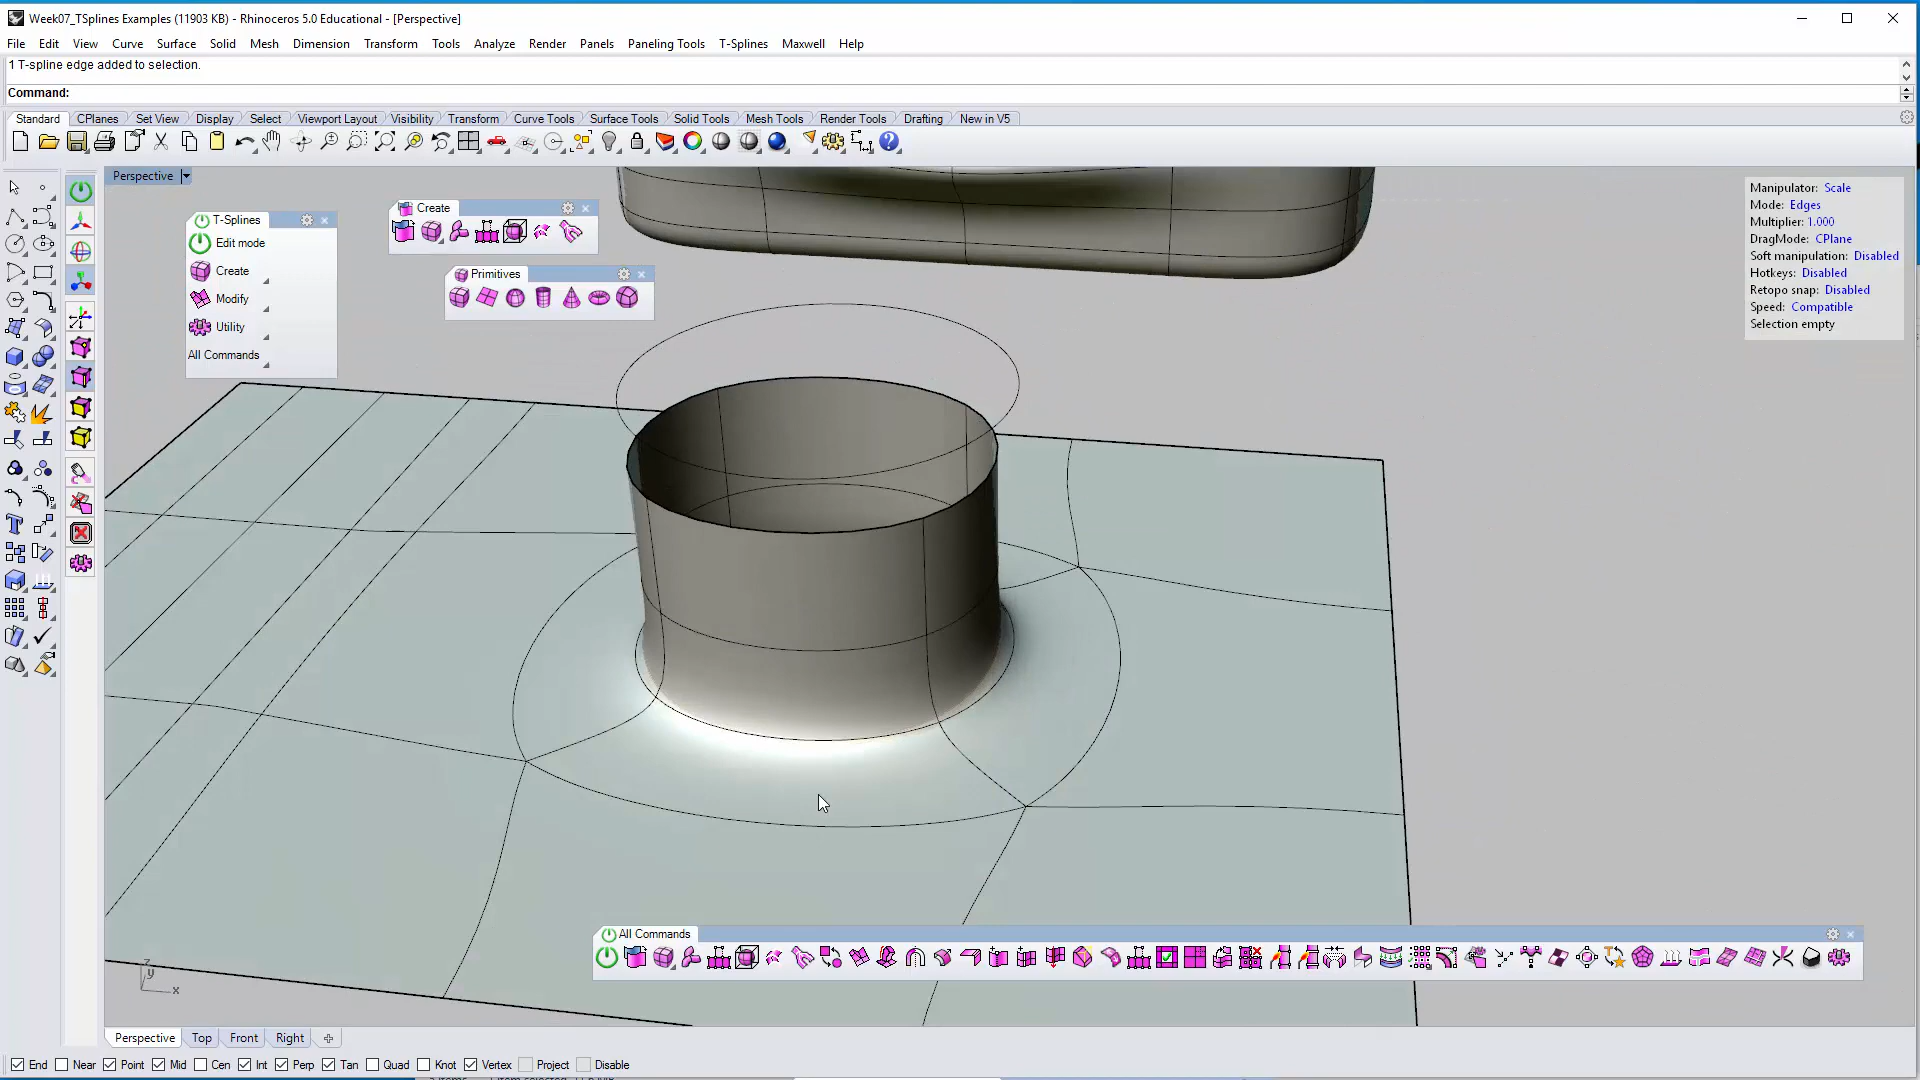 Week07_TSplines Examples (11903 KB) - Rhinoceros 5.0 Educational - [Perspective]
File Edit View Curve Surface Solid Mesh Dimension Transform Tools Analyze Render Panels Paneling Tools T-Splines Maxwell Help
1 T-spline edge added to selection.
Command:
Standard CPlanes Set View Display Select Viewport Layout Visibility Transform Curve Tools Surface Tools Solid Tools Mesh Tools Render Tools Drafting New in V5
Perspective
T-Splines
Edit mode
Create
Modify
Utility
All Commands
Create
Primitives
Manipulator: Scale
Mode: Edges
Multiplier: 1.000
DragMode: CPlane
Soft manipulation: Disabled
Hotkeys: Disabled
Retopo snap: Disabled
Speed: Compatible
Selection empty
All Commands
z
y
x
Perspective Top Front Right
End Near Point Mid Cen Int Perp Tan Quad Knot Vertex Project Disable